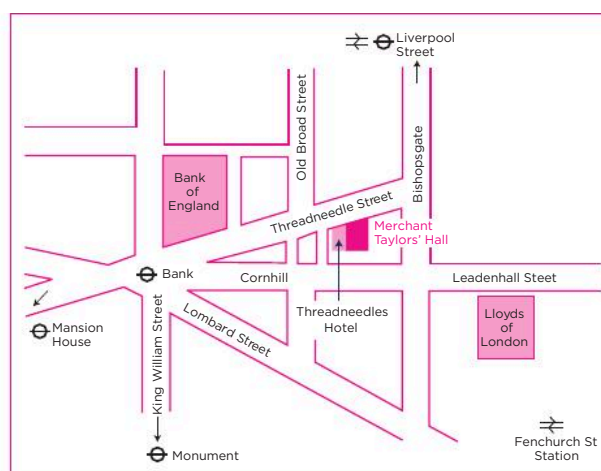 Liverpool
Street
Old Broad Street
Bishopsgate
Bank
of
England
Threadneedle Street
Merchant
Taylors' Hall
Bank
Cornhill
Leadenhall Steet
Mansion
House
King William Street
Lombard Street
Threadneedles
Hotel
Lloyds
of
London
Monument
Fenchurch St
Station